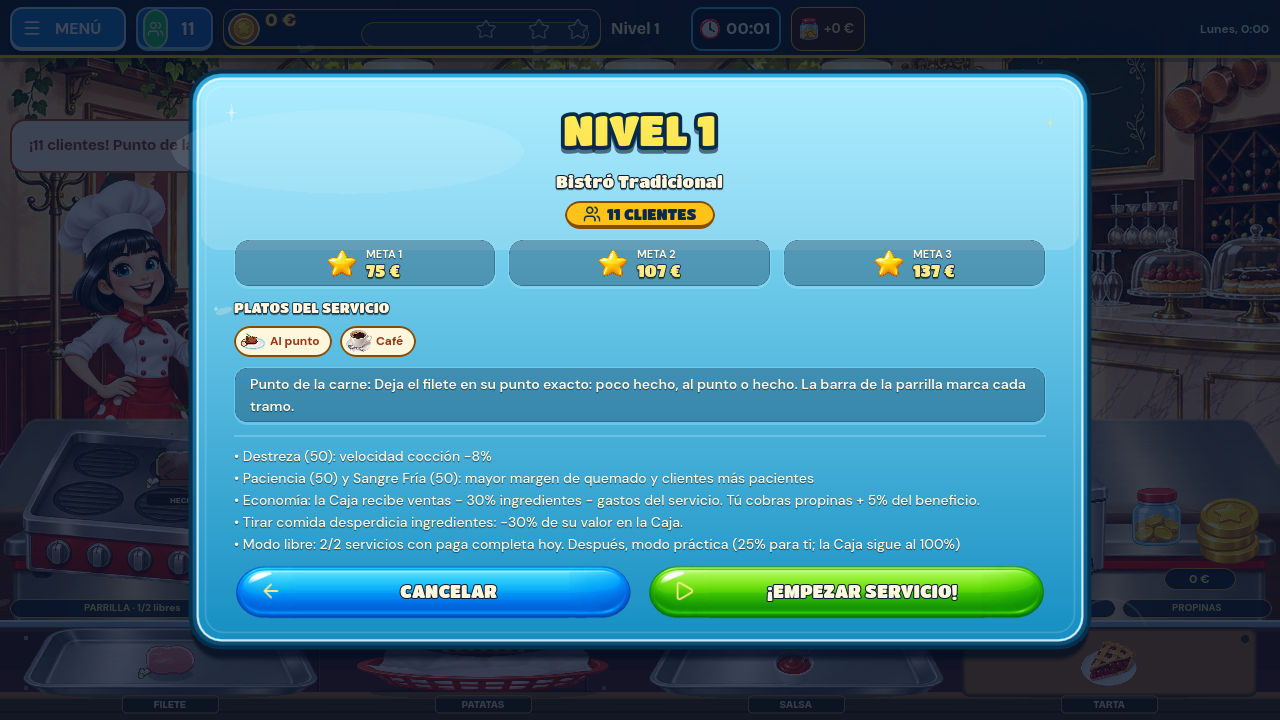 MENÚ
11
0 €
Nivel 1
00:01
+0 €
Lunes, 0:00
¡11 clientes! Punto de la
NIVEL 1
Bistró Tradicional
11 CLIENTES
META 1
75 €
META 2
107 €
META 3
137 €
PLATOS DEL SERVICIO
Al punto
Café
Punto de la carne: Deja el filete en su punto exacto: poco hecho, al punto o hecho. La barra de la parrilla marca cada
tramo.
• Destreza (50): velocidad cocción -8%
• Paciencia (50) y Sangre Fría (50): mayor margen de quemado y clientes más pacientes
• Economía: la Caja recibe ventas - 30% ingredientes - gastos del servicio. Tú cobras propinas + 5% del beneficio.
• Tirar comida desperdicia ingredientes: -30% de su valor en la Caja.
• Modo libre: 2/2 servicios con paga completa hoy. Después, modo práctica (25% para ti; la Caja sigue al 100%)
CANCELAR
¡EMPEZAR SERVICIO!
0 €
PARRILLA · 1/2 libres
PROPINAS
FILETE
PATATAS
SALSA
TARTA